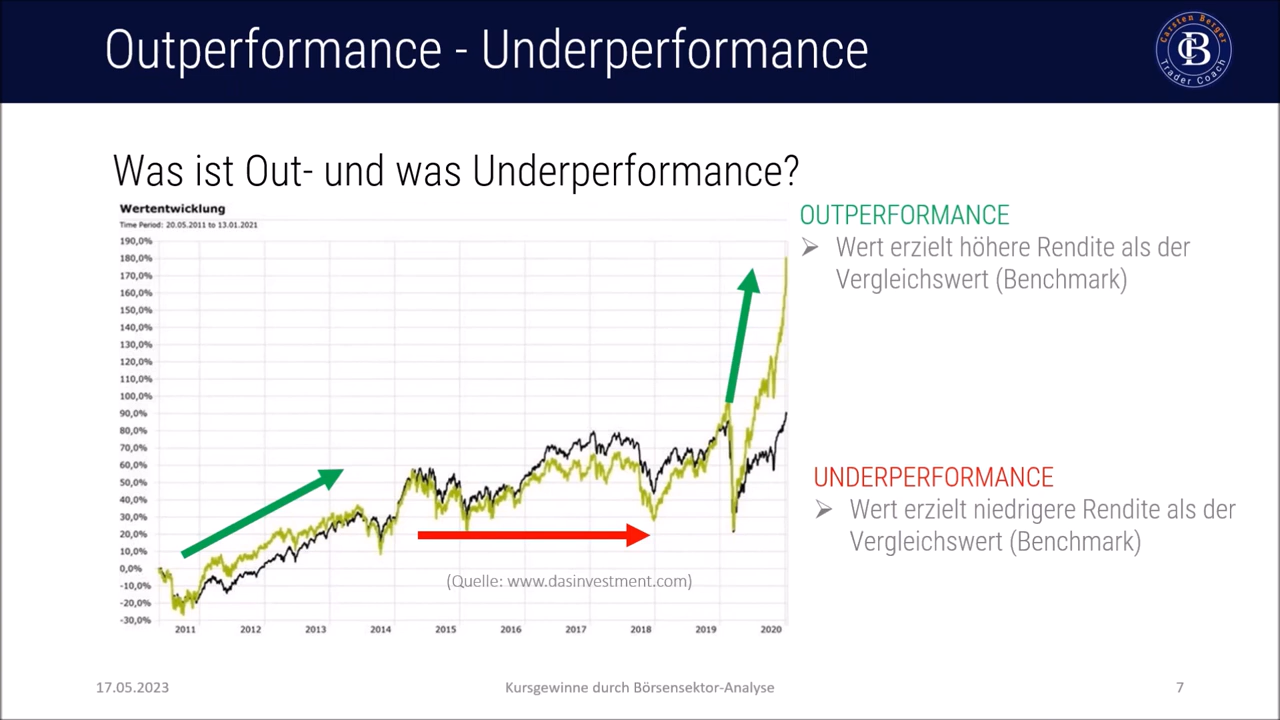 Outperformance - Underperformance
Carsten Berger
CB
Trader Coach
Was ist Out- und was Underperformance?
Wertentwicklung
Time Period: 20.05.2011 to 13.01.2021
190,0%
180,0%
170,0%
160,0%
150,0%
140,0%
130,0%
120,0%
110,0%
100,0%
90,0%
80,0%
70,0%
60,0%
50,0%
40,0%
30,0%
20,0%
10,0%
0,0%
-10,0%
-20,0%
-30,0%
2011 2012 2013 2014 2015 2016 2017 2018 2019 2020
(Quelle: www.dasinvestment.com)
OUTPERFORMANCE
➢ Wert erzielt höhere Rendite als der
Vergleichswert (Benchmark)
UNDERPERFORMANCE
➢ Wert erzielt niedrigere Rendite als der
Vergleichswert (Benchmark)
17.05.2023
Kursgewinne durch Börsensektor-Analyse
7